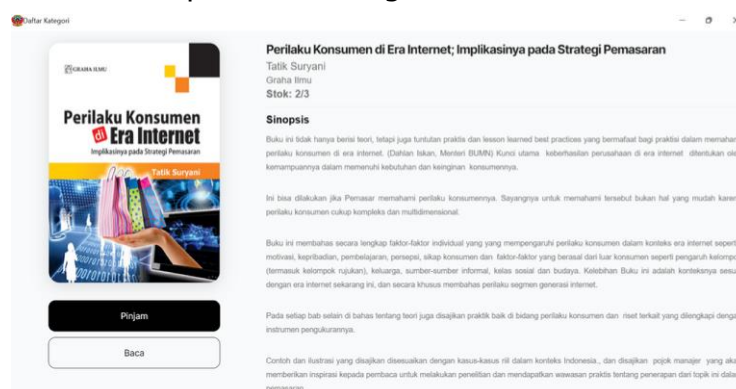 Daftar Kategori
GRAHA ILMU
Perilaku Konsumen
di Era Internet
Implikasinya pada Strategi Pemasaran
Tatik Suryani
Pinjam
Baca
Perilaku Konsumen di Era Internet; Implikasinya pada Strategi Pemasaran
Tatik Suryani
Graha Ilmu
Stok: 2/3
Sinopsis
Buku ini tidak hanya berisi teori, tetapi juga tuntutan praktis dan lesson learned best practices yang bermafaat bagi praktisi dalam memahan
perilaku konsumen di era internet. (Dahlan Iskan, Menteri BUMN) Kunci utama keberhasilan perusahaan di era internet ditentukan ole
kemampuannya dalam memenuhi kebutuhan dan keinginan konsumennya.
Ini bisa dilakukan jika Pemasar memahami perilaku konsumennya. Sayangnya untuk memahami tersebut bukan hal yang mudah karen
perilaku konsumen cukup kompleks dan multidimensional.
Buku ini membahas secara lengkap faktor-faktor individual yang yang mempengaruhi perilaku konsumen dalam konteks era internet sepert
motivasi, kepribadian, pembelajaran, persepsi, sikap konsumen dan faktor-faktor yang berasal dari luar konsumen seperti pengaruh kelompo
(termasuk kelompok rujukan), keluarga, sumber-sumber informal, kelas sosial dan budaya. Kelebihan Buku ini adalah konteksnya sesu
dengan era internet sekarang ini, dan secara khusus membahas perilaku segmen generasi internet.
Pada setiap bab selain di bahas tentang teori juga disajikan praktik baik di bidang perilaku konsumen dan riset terkait yang dilengkapi denga
instrumen pengukurannya.
Contoh dan ilustrasi yang disajikan disesuaikan dengan kasus-kasus riil dalam konteks Indonesia., dan disajikan pojok manajer yang aka
memberikan inspirasi kepada pembaca untuk melakukan penelitian dan mendapatkan wawasan praktis tentang penerapan dari topik ini dala
pemasaran